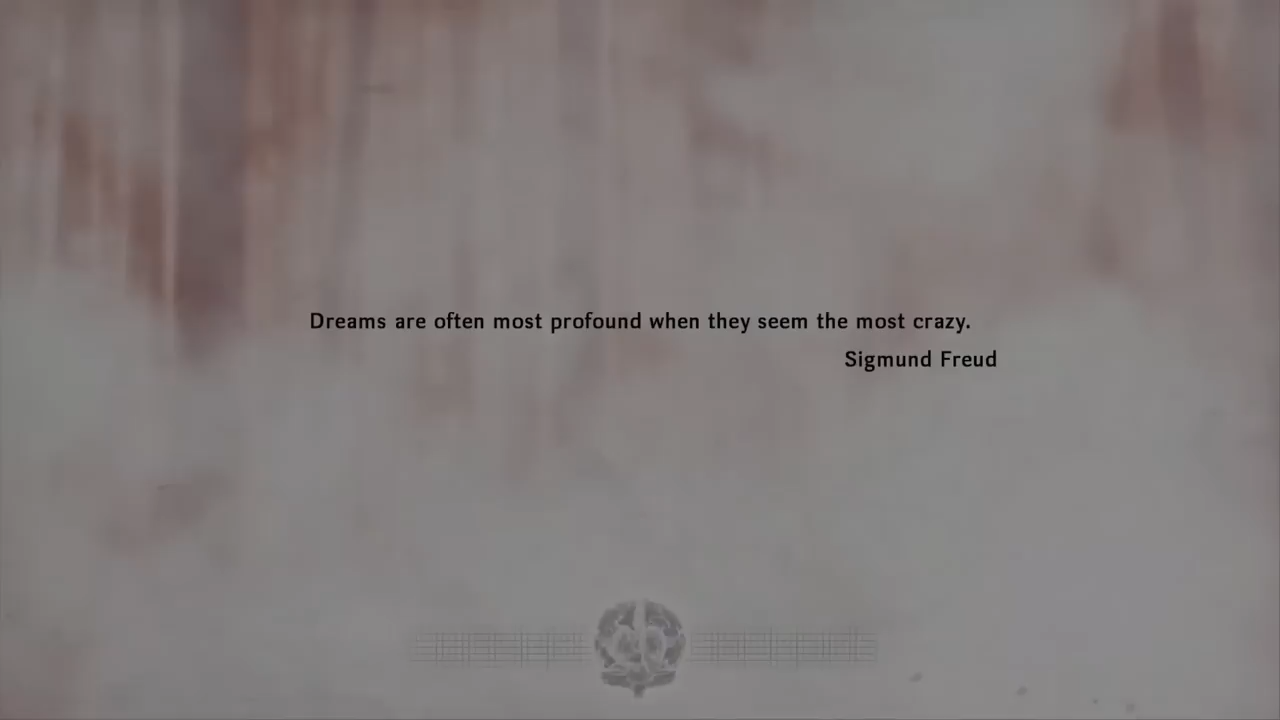 Dreams are often most profound when they seem the most crazy.
Sigmund Freud